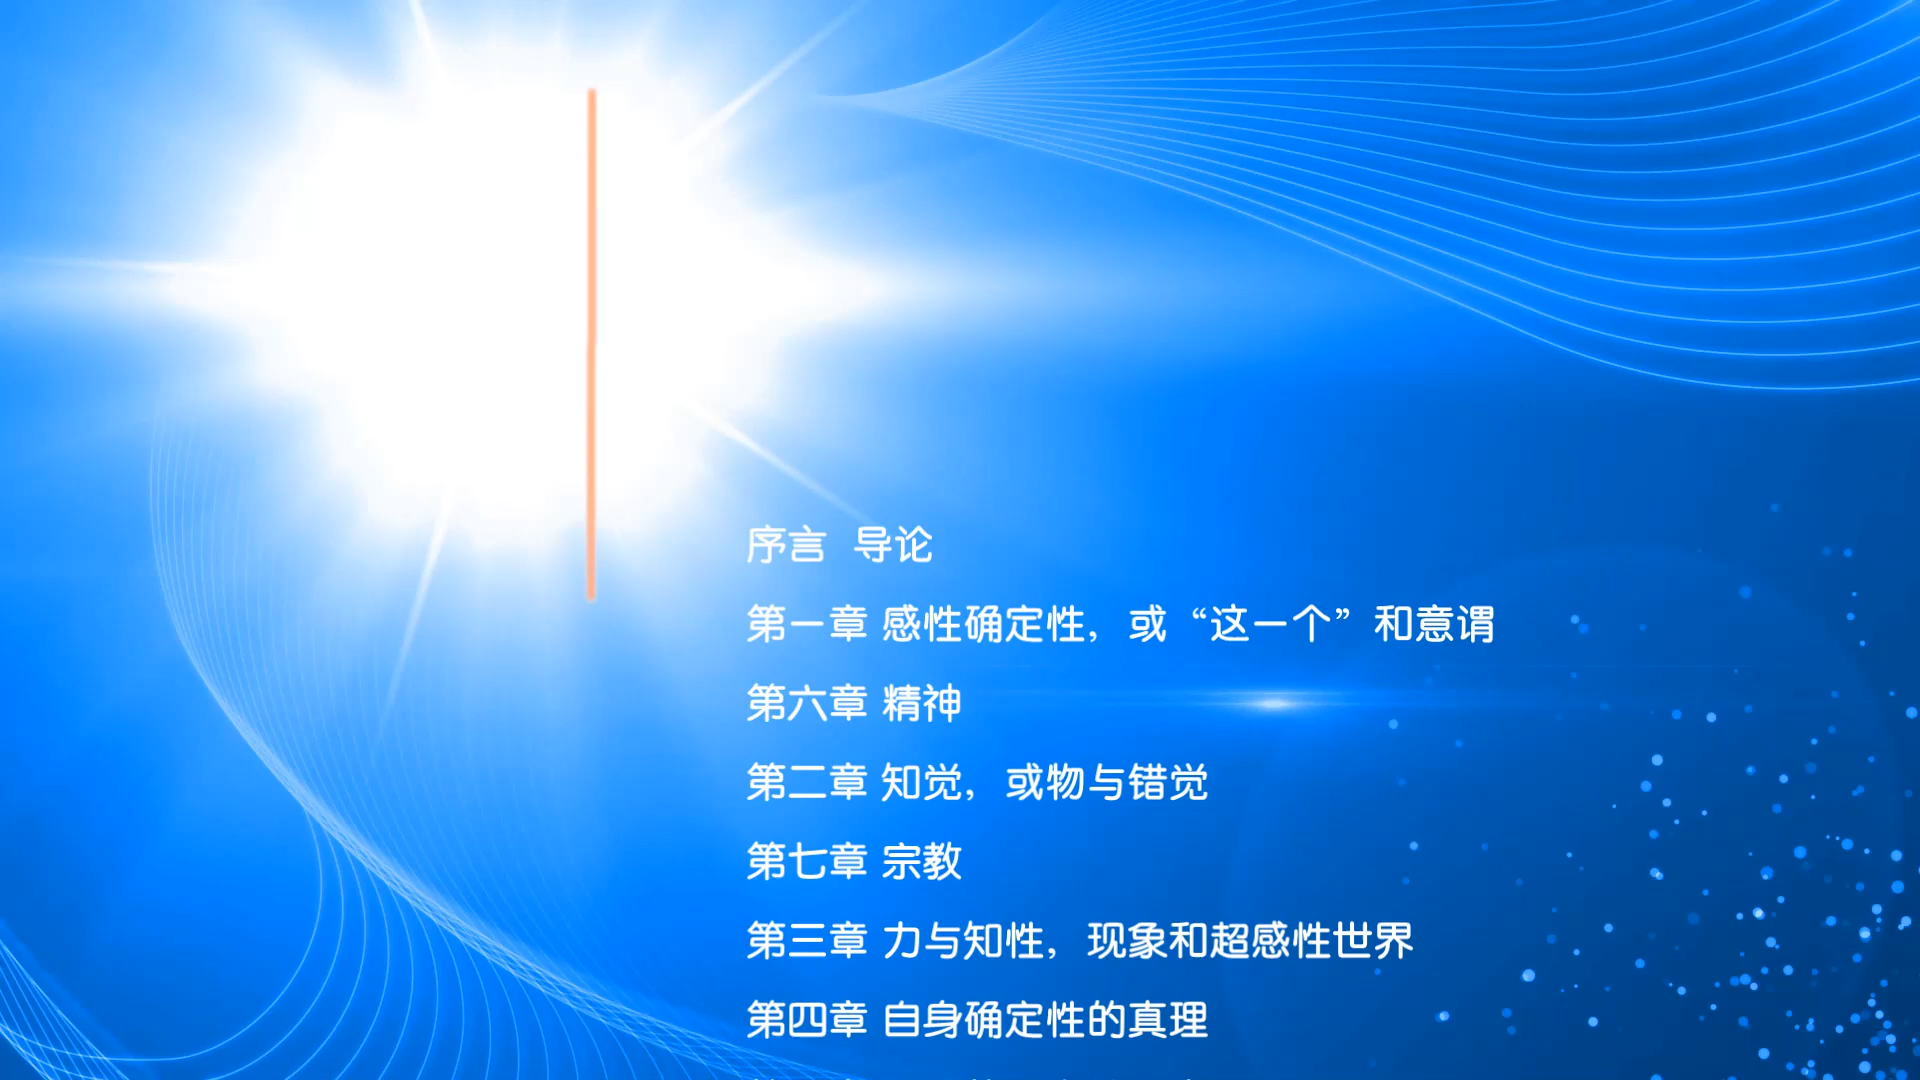 序言  导论
第一章 感性确定性，或“这一个”和意谓
第六章 精神
第二章 知觉，或物与错觉
第七章 宗教
第三章 力与知性，现象和超感性世界
第四章 自身确定性的真理